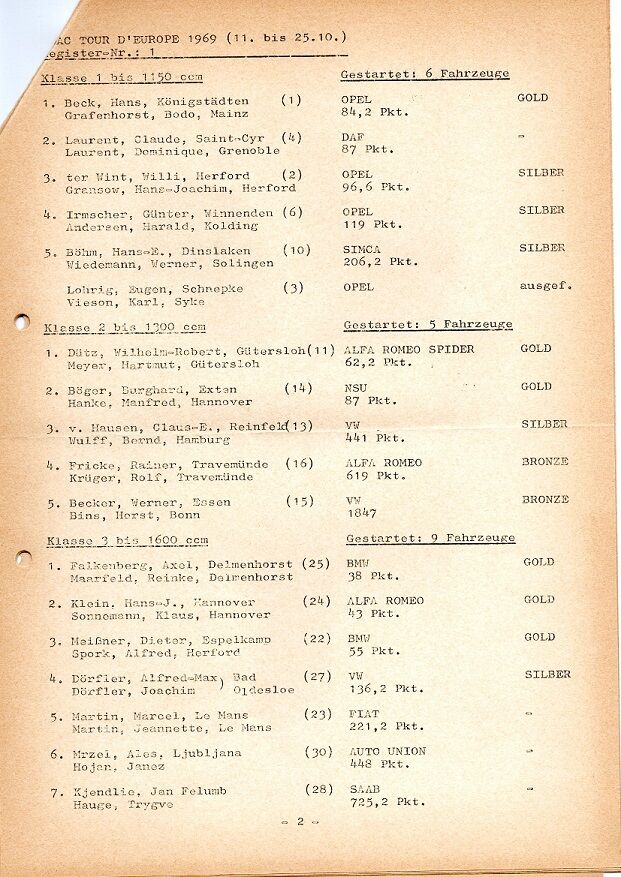 AC TOUR D'EUROPE 1969 (11. bis 25.10.)
egister-Nr.: 1
Klasse 1 bis 1150 ccm Gestartet: 6 Fahrzeuge
1. Beck, Hans, Königstädten (1) OPEL GOLD
Grafenhorst, Bodo, Mainz 84,2 Pkt.
2. Laurent, Claude, Saint-Cyr (4) DAF -
Laurent, Dominique, Grenoble 87 Pkt.
3. ter Wint, Willi, Herford (2) OPEL SILBER
Gransow, Hans-Joachim, Herford 96,6 Pkt.
4. Irmscher, Günter, Winnenden (6) OPEL SILBER
Andersen, Harald, Kolding 119 Pkt.
5. Böhm, Hans-E., Dinslaken (10) SIMCA SILBER
Wiedemann, Werner, Solingen 206,2 Pkt.
Lohrig, Eugen, Schnepke (3) OPEL ausgef.
Vieson, Karl, Syke
Klasse 2 bis 1300 ccm Gestartet: 5 Fahrzeuge
1. Dütz, Wilhelm-Robert, Gütersloh(11) ALFA ROMEO SPIDER GOLD
Meyer, Hartmut, Gütersloh 62,2 Pkt.
2. Böger, Burghard, Exten (14) NSU GOLD
Hanke, Manfred, Hannover 87 Pkt.
3. v. Hausen, Claus-E., Reinfeld(13) VW SILBER
Wulff, Bernd, Hamburg 441 Pkt.
4. Fricke, Rainer, Travemünde (16) ALFA ROMEO BRONZE
Krüger, Rolf, Travemünde 619 Pkt.
5. Becker, Werner, Essen (15) VW BRONZE
Bins, Horst, Bonn 1847
Klasse 3 bis 1600 ccm Gestartet: 9 Fahrzeuge
1. Falkenberg, Axel, Delmenhorst (25) BMW GOLD
Maarfeld, Reinke, Delmenhorst 38 Pkt.
2. Klein, Hans-J., Hannover (24) ALFA ROMEO GOLD
Sonnemann, Klaus, Hannover 43 Pkt.
3. Meißner, Dieter, Espelkamp (22) BMW GOLD
Spork, Alfred, Herford 55 Pkt.
4. Dörfler, Alfred-Max) Bad (27) VW SILBER
Dörfler, Joachim Oldesloe 136,2 Pkt.
5. Martin, Marcel, Le Mans (23) FIAT -
Martin, Jeannette, Le Mans 221,2 Pkt.
6. Mrzel, Ales, Ljubljana (30) AUTO UNION -
Hojan, Janez 448 Pkt.
7. Kjendlie, Jan Felumb (28) SAAB -
Hauge, Trygve 725,2 Pkt.
- 2 -